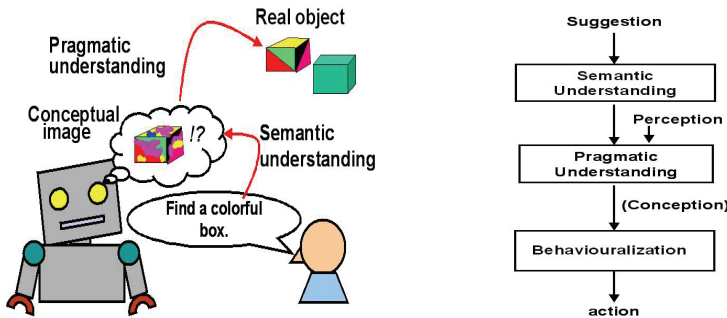 Real object
Pragmatic
understanding
Conceptual
image
!?
Semantic
understanding
Find a colorful
box.
Suggestion
Semantic
Understanding
Perception
Pragmatic
Understanding
(Conception)
Behaviouralization
action